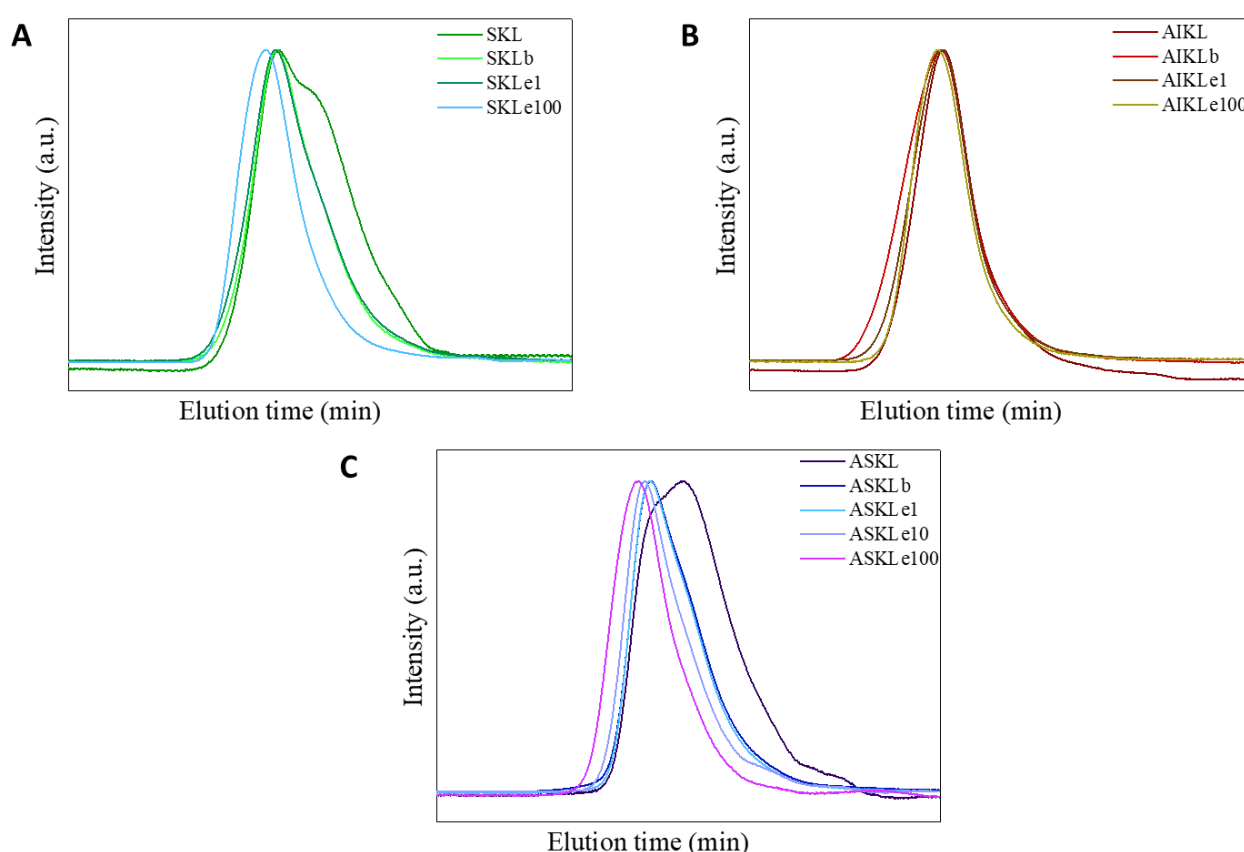 A
SKL
SKLb
SKLe1
SKLe100
Intensity (a.u.)
Elution time (min)
B
AIKL
AIKLb
AIKLe1
AIKLe100
Intensity (a.u.)
Elution time (min)
C
ASKL
ASKLb
ASKLe1
ASKLe10
ASKLe100
Intensity (a.u.)
Elution time (min)